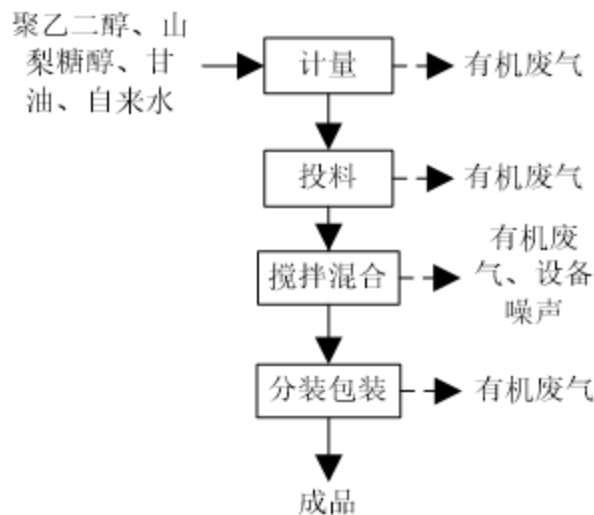 聚乙二醇、山
梨糖醇、甘
油、自来水
计量
有机废气
投料
有机废气
搅拌混合
有机废
气、设备
噪声
分装包装
有机废气
成品